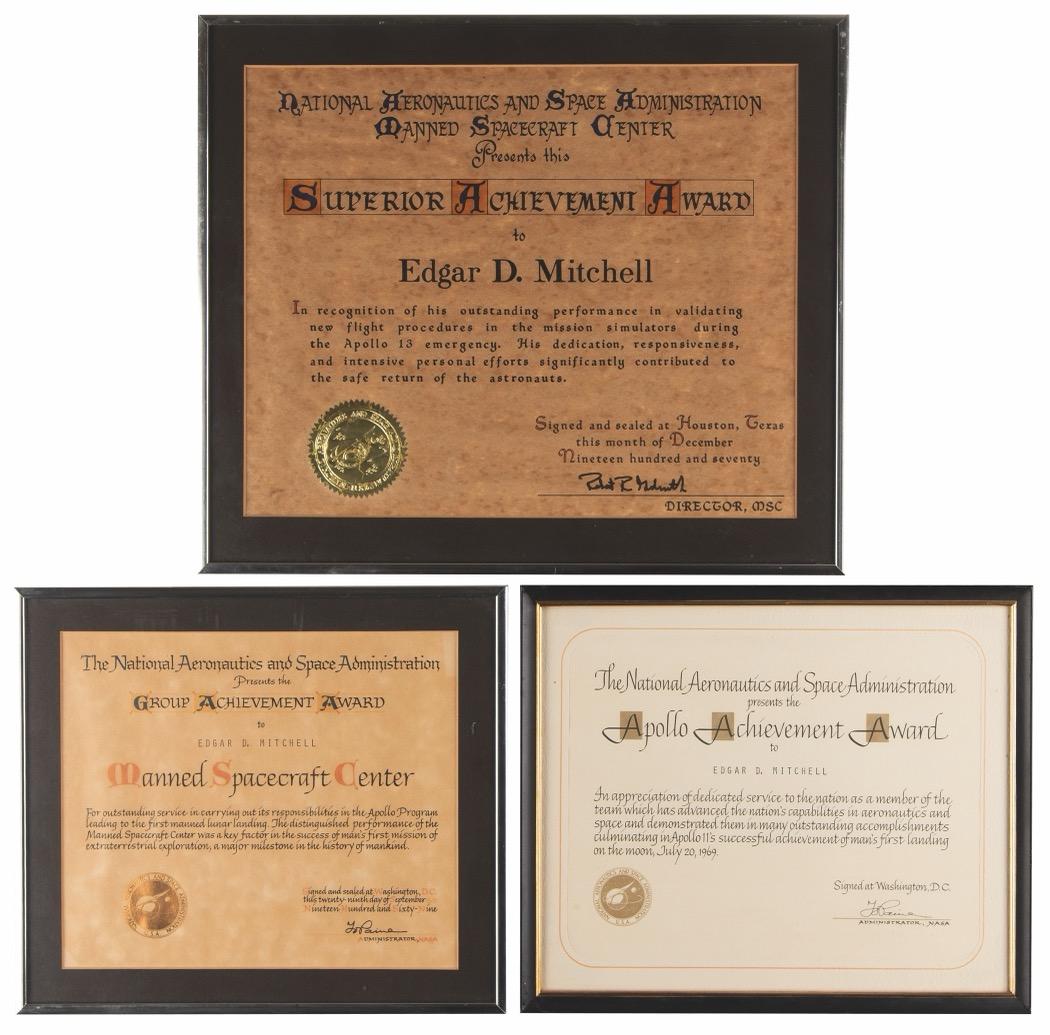 National Aeronautics and Space Administration
Manned Spacecraft Center
Presents this
Superior Achievement Award
to
Edgar D. Mitchell
In recognition of his outstanding performance in validating
new flight procedures in the mission simulators during
the Apollo 13 emergency. His dedication, responsiveness,
and intensive personal efforts significantly contributed to
the safe return of the astronauts.
Signed and sealed at Houston, Texas
this month of December
Nineteen hundred and seventy
DIRECTOR, MSC
The National Aeronautics and Space Administration
Presents the
Group Achievement Award
to
EDGAR D. MITCHELL
Manned Spacecraft Center
For outstanding service in carrying out its responsibilities in the Apollo Program
leading to the first manned lunar landing. The distinguished performance of the
Manned Spacecraft Center was a key factor in the success of man's first mission of
extraterrestrial exploration, a major milestone in the history of mankind.
Signed and sealed at Washington, D.C.
this twenty-ninth day of September
Nineteen Hundred and Sixty-Nine
ADMINISTRATOR, NASA
The National Aeronautics and Space Administration
presents the
Apollo Achievement Award
to
EDGAR D. MITCHELL
In appreciation of dedicated service to the nation as a member of the
team which has advanced the nation's capabilities in aeronautics and
space and demonstrated them in many outstanding accomplishments
culminating in Apollo 11's successful achievement of man's first landing
on the moon, July 20, 1969.
Signed at Washington, D.C.
ADMINISTRATOR, NASA